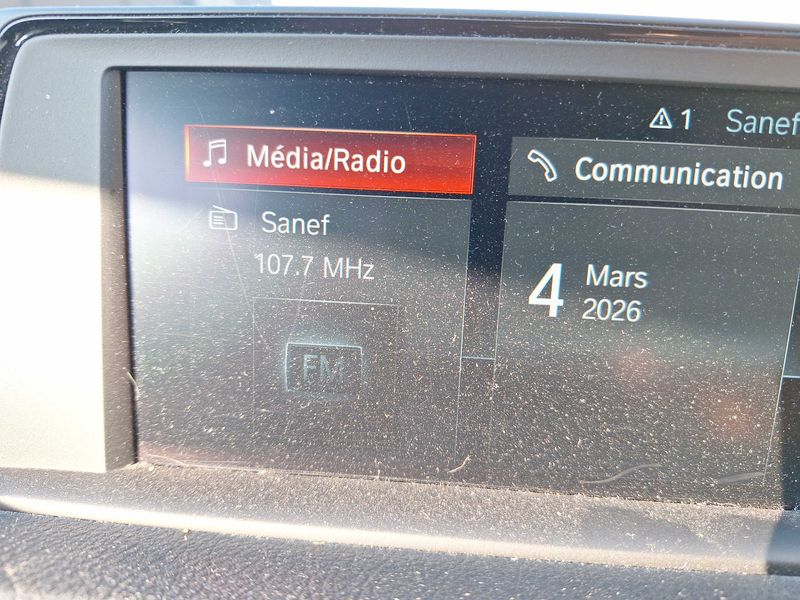 1 Sanef
Média/Radio
Communication
Sanef
107.7 MHz
4 Mars
2026
FM